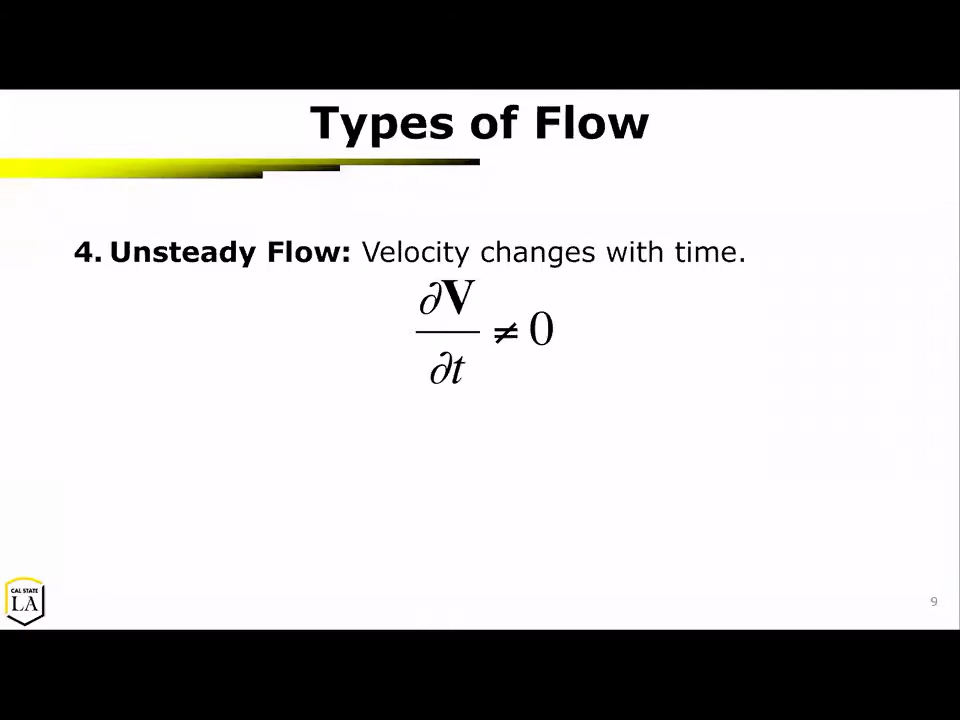 Types of Flow
4. Unsteady Flow: Velocity changes with time.
∂V/∂t ≠ 0
CAL STATE
LA
9